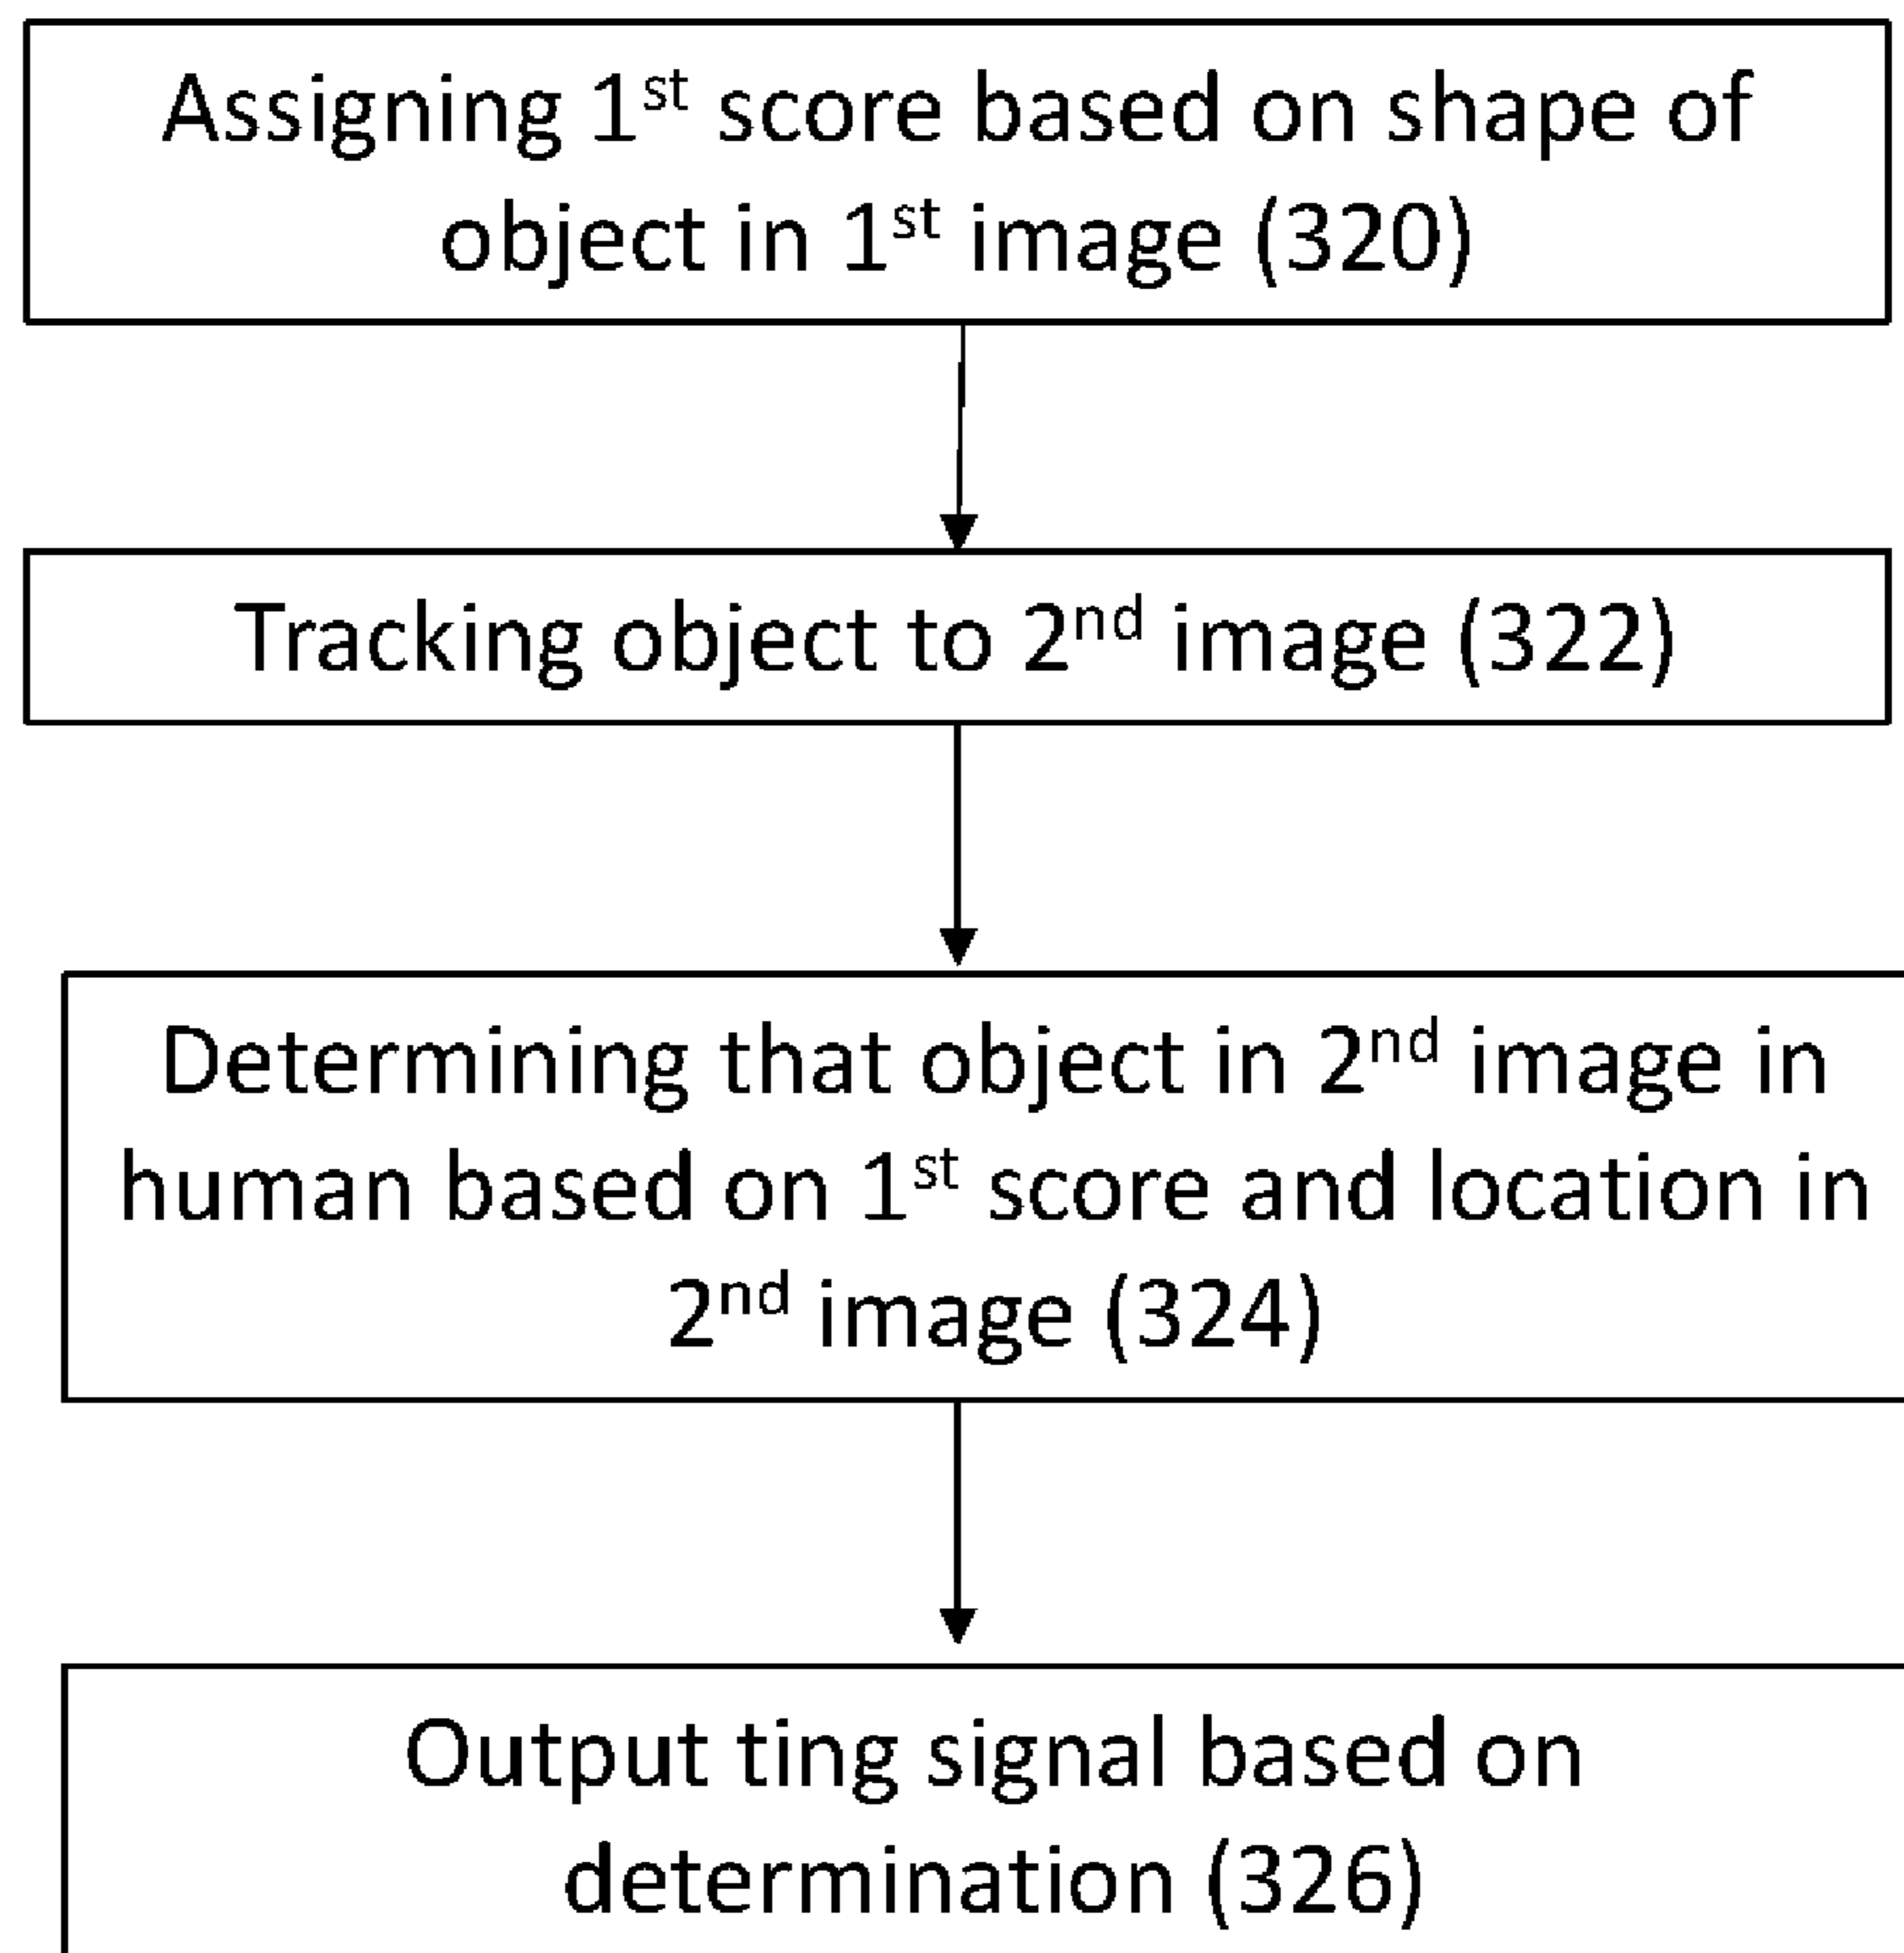 Assigning 1st score based on shape of
object in 1st image (320)
Tracking object to 2nd image (322)
Determining that object in 2nd image in
human based on 1st score and location in
2nd image (324)
Output ting signal based on
determination (326)